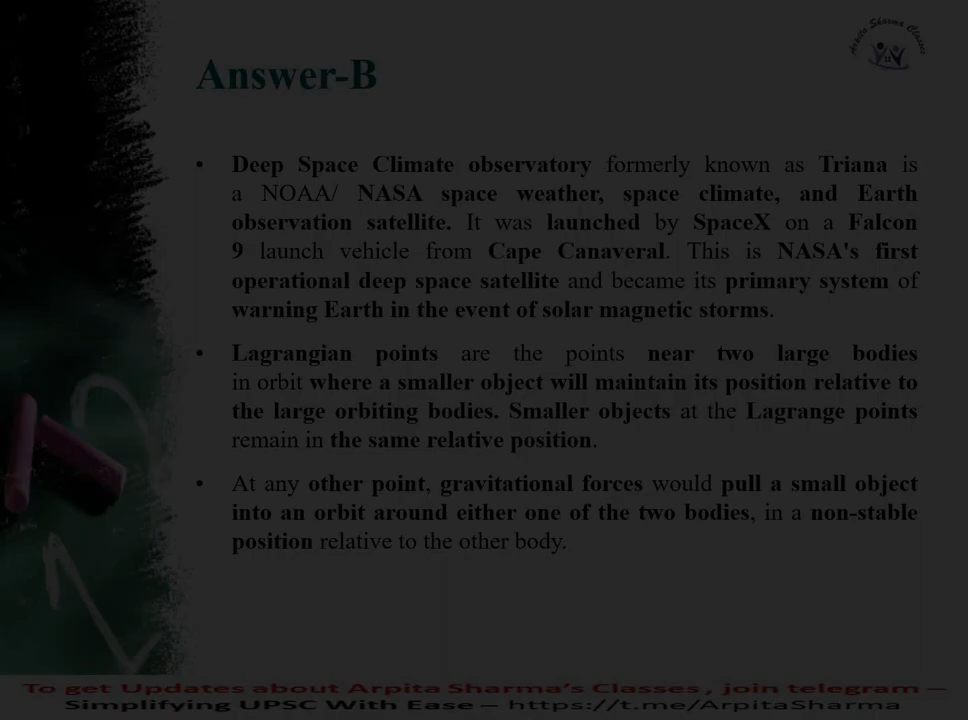 Arpita Sharma Classes
Answer-B
• Deep Space Climate observatory formerly known as Triana is
a NOAA/ NASA space weather, space climate, and Earth
observation satellite. It was launched by SpaceX on a Falcon
9 launch vehicle from Cape Canaveral. This is NASA's first
operational deep space satellite and became its primary system of
warning Earth in the event of solar magnetic storms.
• Lagrangian points are the points near two large bodies
in orbit where a smaller object will maintain its position relative to
the large orbiting bodies. Smaller objects at the Lagrange points
remain in the same relative position.
• At any other point, gravitational forces would pull a small object
into an orbit around either one of the two bodies, in a non-stable
position relative to the other body.
To get Updates about Arpita Sharma's Classes, join telegram –
Simplifying UPSC With Ease – https://t.me/ArpitaSharma